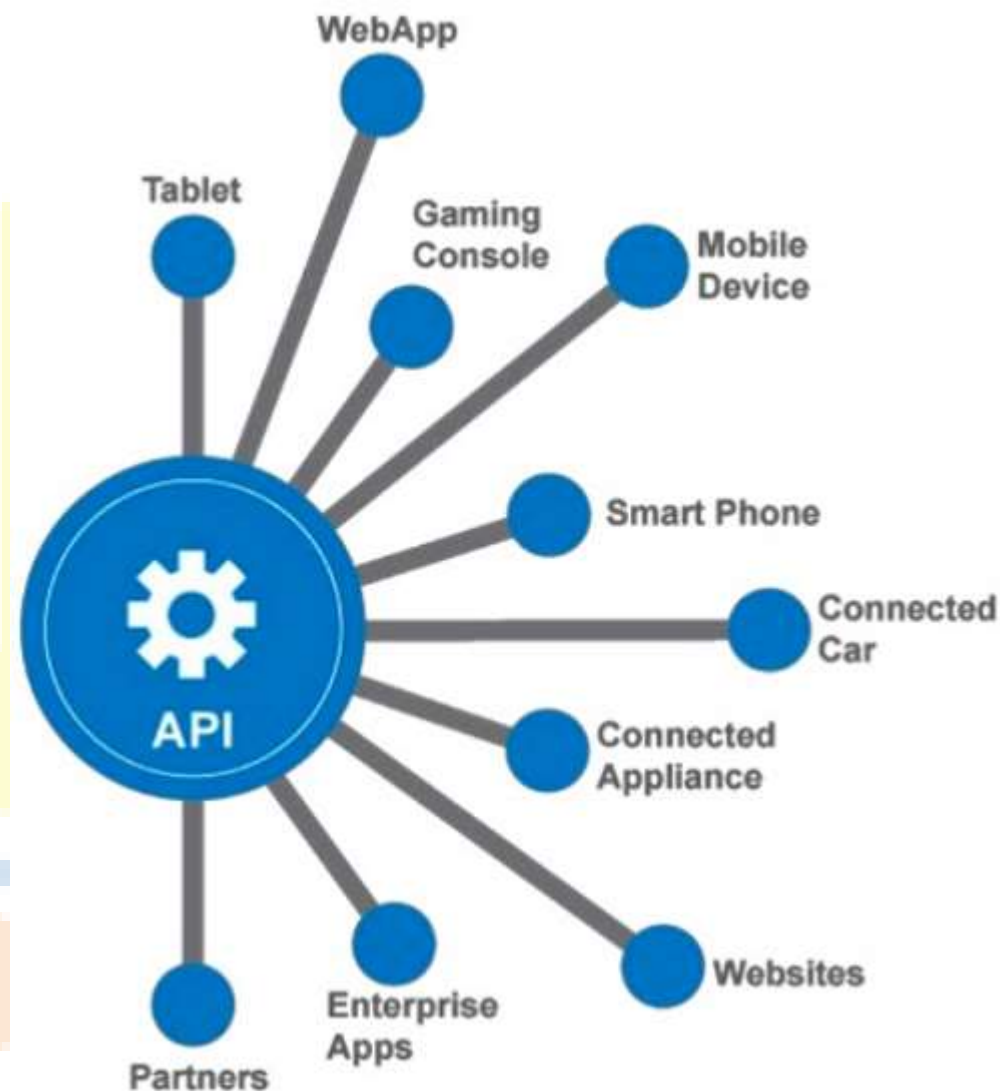 WebApp
Tablet
Gaming
Console
Mobile
Device
Smart Phone
Connected
Car
API
Connected
Appliance
Websites
Enterprise
Apps
Partners